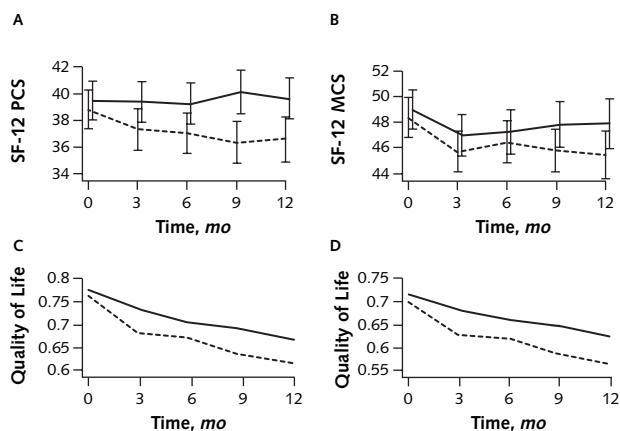 A
SF-12 PCS
42
40
38
36
34
0 3 6 9 12
Time, mo
B
SF-12 MCS
52
50
48
46
44
0 3 6 9 12
Time, mo
C
Quality of Life
0.8
0.75
0.7
0.65
0.6
0 3 6 9 12
Time, mo
D
Quality of Life
0.75
0.7
0.65
0.6
0.55
0 3 6 9 12
Time, mo